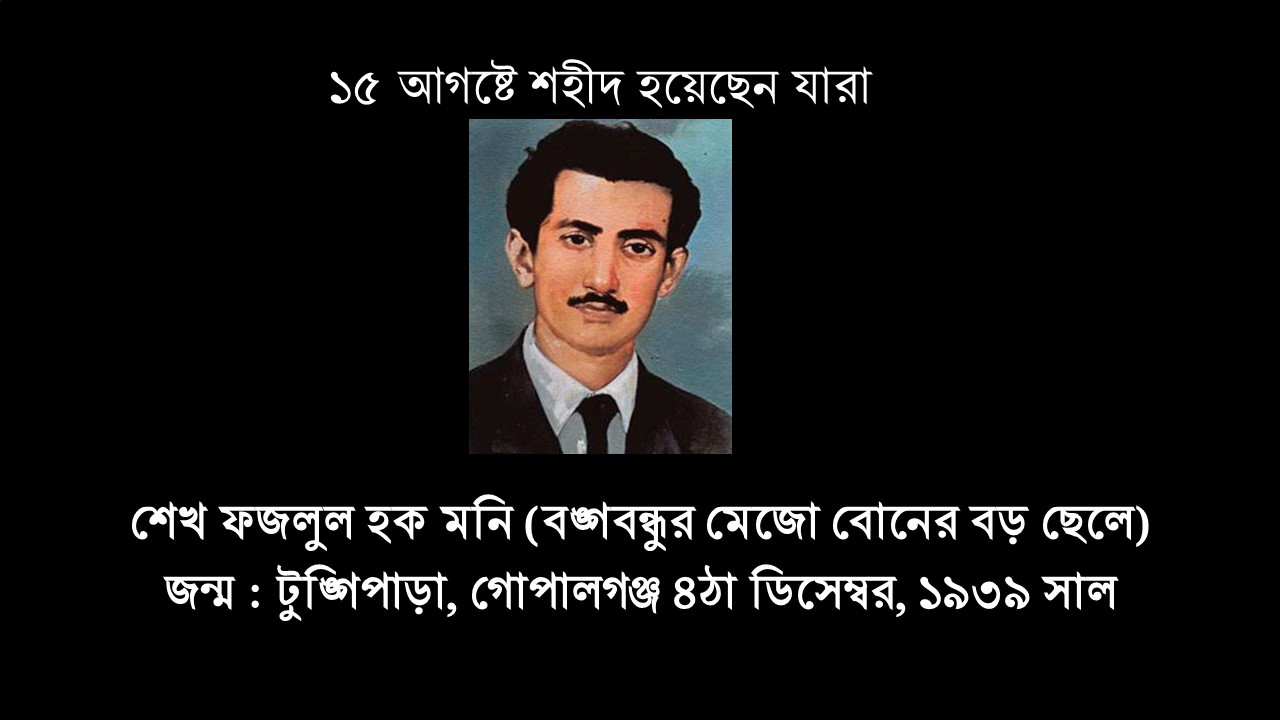 ১৫ আগষ্টে শহীদ হয়েছেন যারা
শেখ ফজলুল হক মনি (বঙ্গবন্ধুর মেজো বোনের বড় ছেলে)
জন্ম : টুঙ্গিপাড়া, গোপালগঞ্জ ৪ঠা ডিসেম্বর, ১৯৩৯ সাল